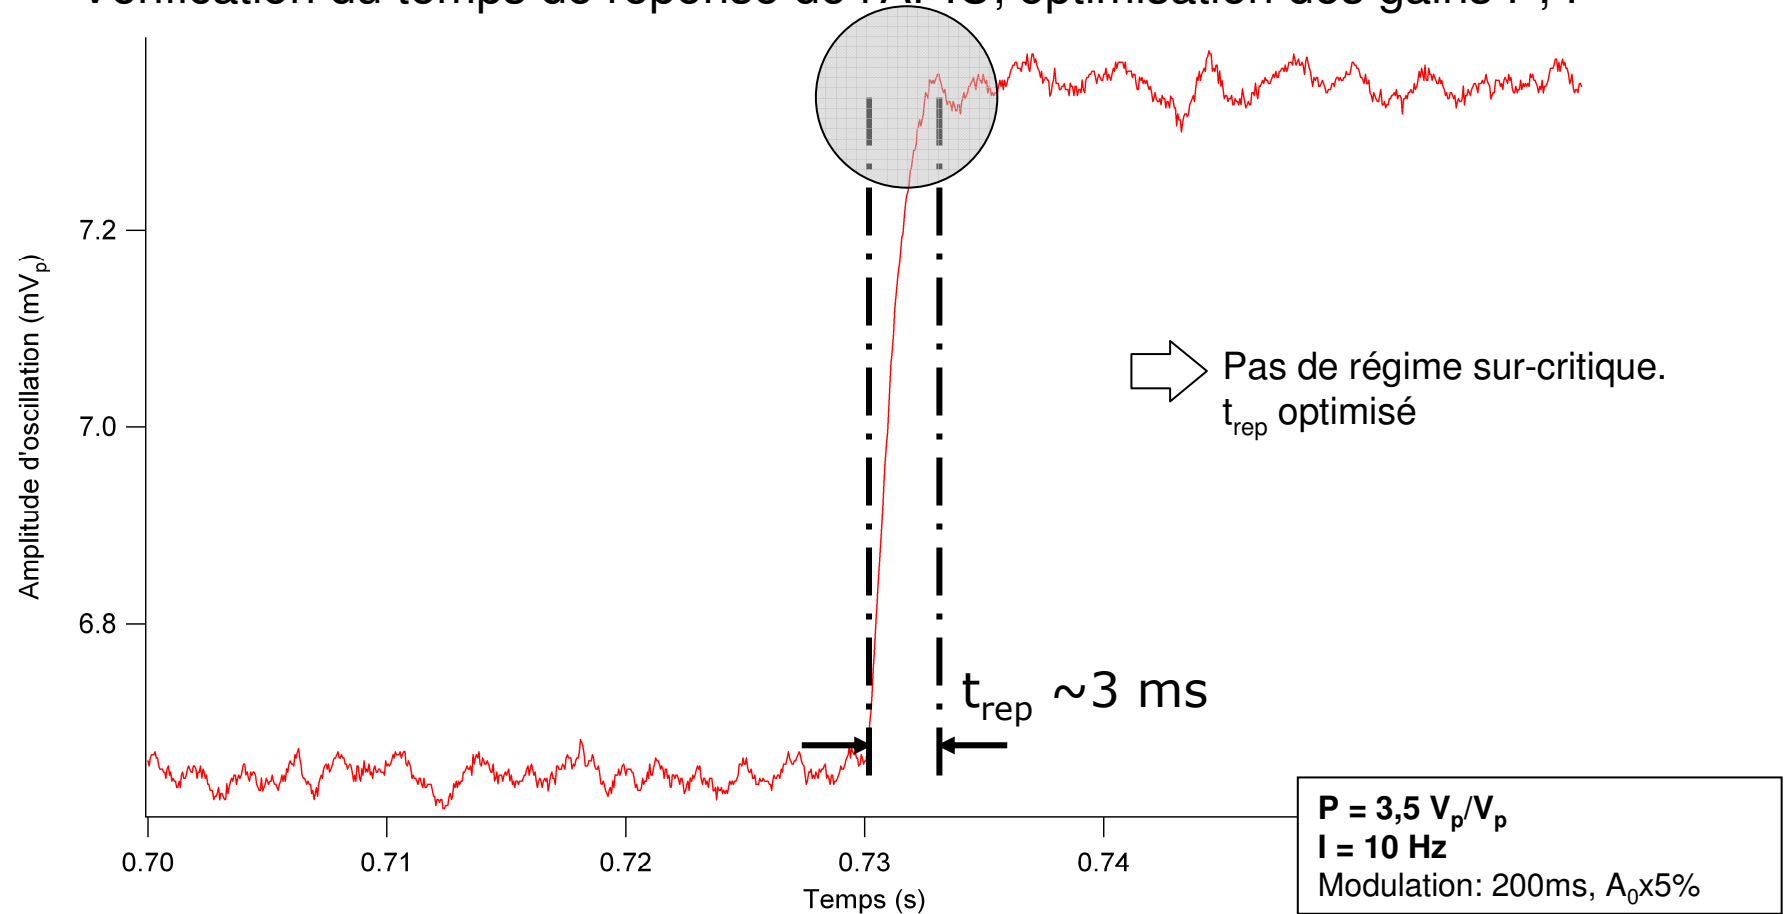 7.2
7.0
6.8
Amplitude d'oscillation (mVp)
Pas de régime sur-critique.
trep optimisé
trep ~3 ms
0.70 0.71 0.72 0.73 0.74
Temps (s)
P = 3,5 Vp/Vp
I = 10 Hz
Modulation: 200ms, A0x5%